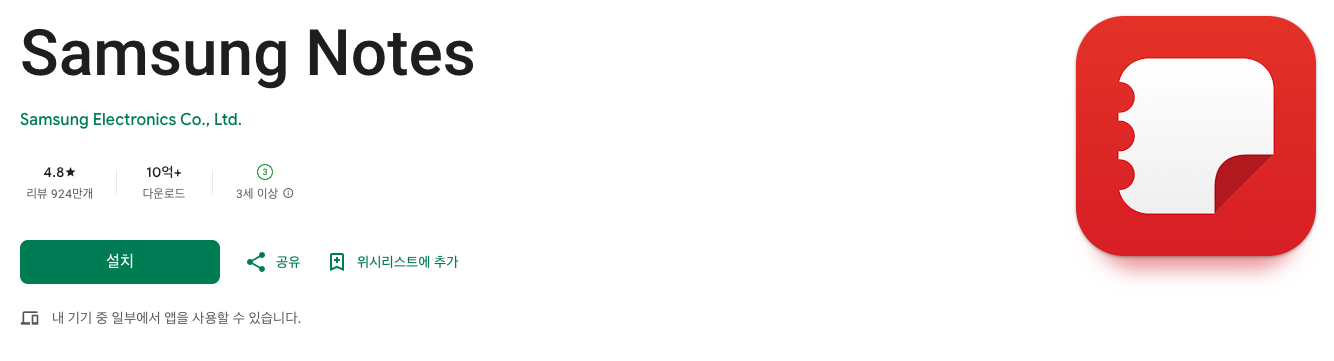 Samsung Notes
Samsung Electronics Co., Ltd.
4.8★ 10억+ 3
리뷰 924만개 다운로드 3세 이상
설치 공유 위시리스트에 추가
내 기기 중 일부에서 앱을 사용할 수 있습니다.